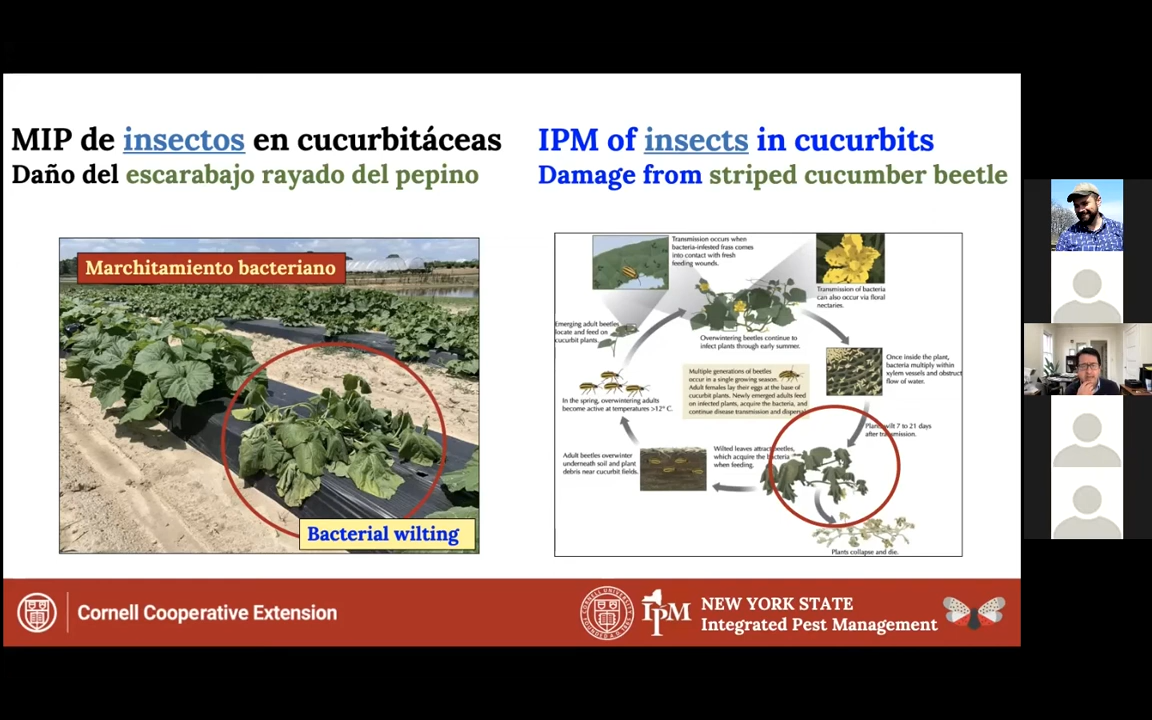 MIP de insectos en cucurbitáceas
Daño del escarabajo rayado del pepino
IPM of insects in cucurbits
Damage from striped cucumber beetle
Marchitamiento bacteriano
Bacterial wilting
Transmission occurs when
bacteria-infested frass comes
into contact with fresh
feeding wounds.
Transmission of bacteria
can also occur via floral
nectaries.
Emerging adult beetles
locate and feed on
cucurbit plants.
Overwintering beetles continue to
infect plants through early summer.
Once inside the plant,
bacteria multiply within
xylem vessels and obstruct
flow of water.
Multiple generations of beetles
occur in a single growing season.
Adult females lay their eggs at the base of
cucurbit plants. Newly emerged adults feed
on infected plants, acquire the bacteria, and
continue disease transmission and dispersal
In the spring, overwintering adults
become active at temperatures >12° C.
Plants wilt 7 to 21 days
after transmission.
Adult beetles overwinter
underneath soil and plant
debris near cucurbit fields.
Wilted leaves attract beetles,
which acquire the bacteria
when feeding.
Plants collapse and die.
Cornell Cooperative Extension
IPM
NEW YORK STATE
Integrated Pest Management